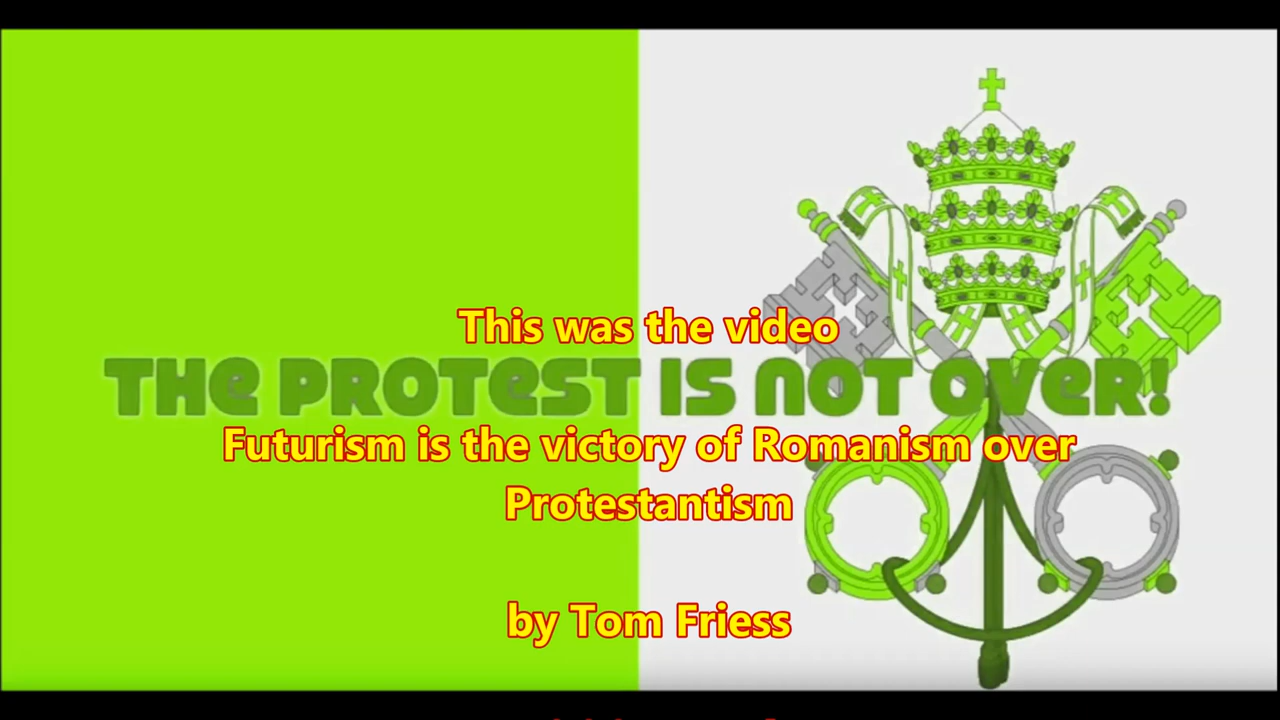 This was the video
THE PROTEST IS NOT OVER!
Futurism is the victory of Romanism over
Protestantism
by Tom Friess